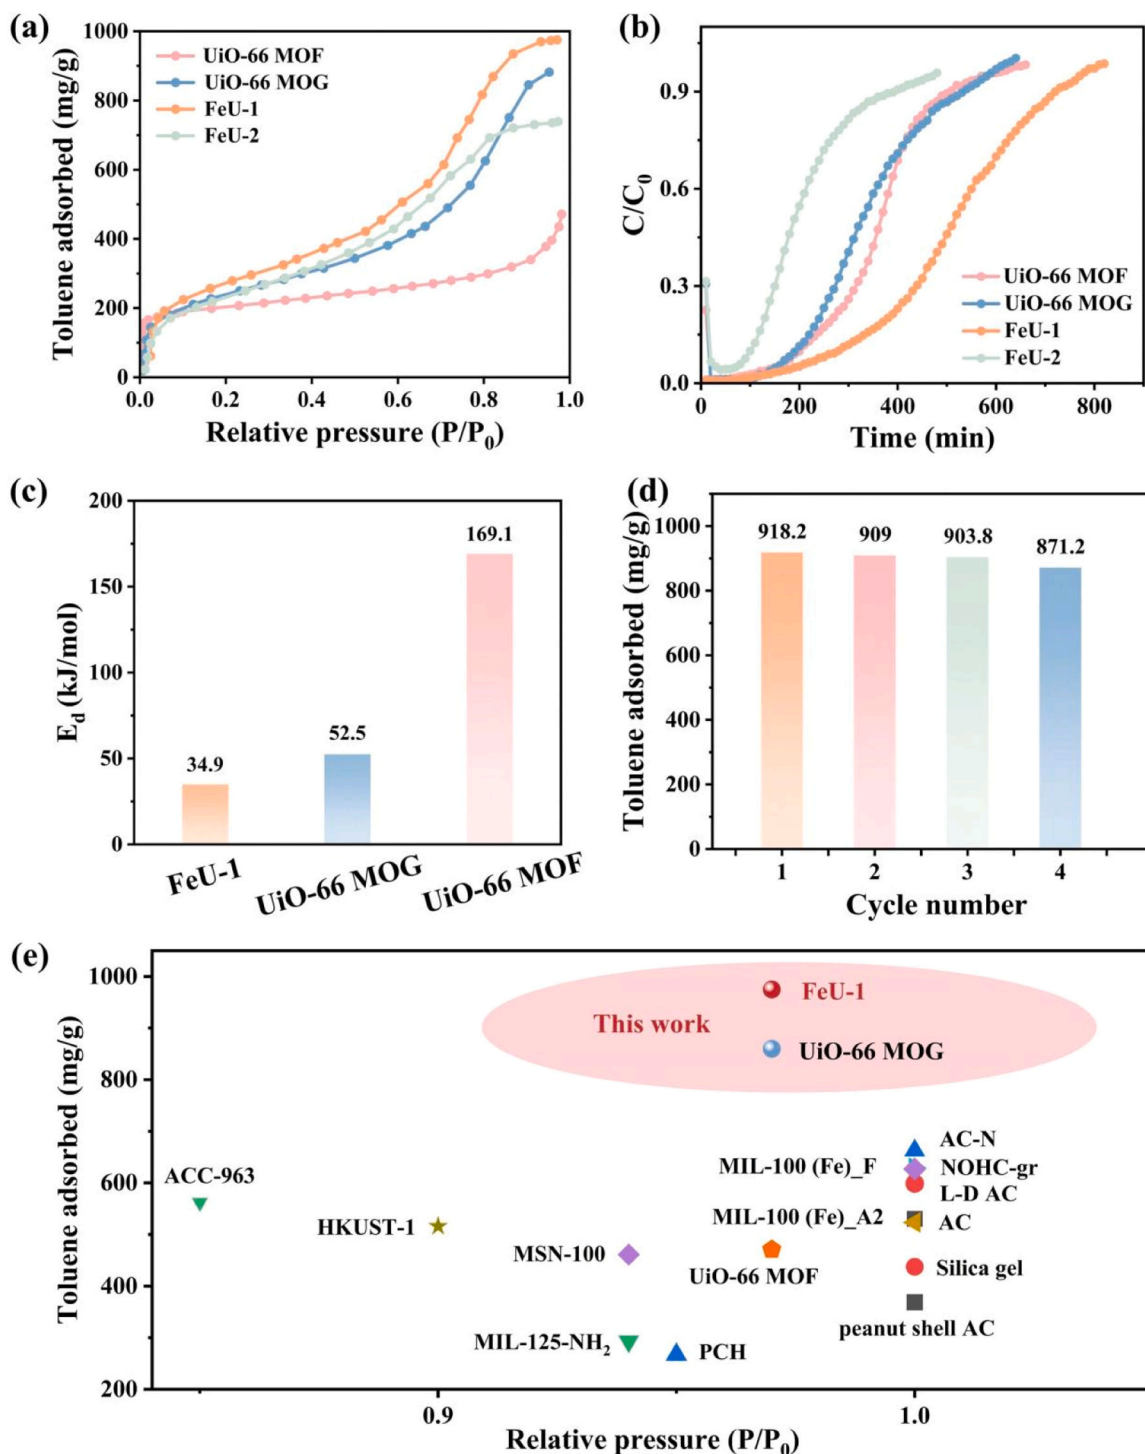 (a)
Toluene adsorbed (mg/g)
1000
800
600
400
200
0
UiO-66 MOF
UiO-66 MOG
FeU-1
FeU-2
0.0 0.2 0.4 0.6 0.8 1.0
Relative pressure (P/P₀)
(b)
C/C₀
0.9
0.6
0.3
0.0
UiO-66 MOF
UiO-66 MOG
FeU-1
FeU-2
0 200 400 600 800
Time (min)
(c)
E_d (kJ/mol)
200
150
100
50
0
34.9
52.5
169.1
FeU-1 UiO-66 MOG UiO-66 MOF
(d)
Toluene adsorbed (mg/g)
1000
800
600
400
200
0
918.2 909 903.8 871.2
1 2 3 4
Cycle number
(e)
Toluene adsorbed (mg/g)
1000
800
600
400
200
FeU-1
This work
UiO-66 MOG
ACC-963
HKUST-1
MSN-100
MIL-125-NH₂
PCH
MIL-100 (Fe)_F
MIL-100 (Fe)_A2
UiO-66 MOF
AC-N
NOHC-gr
L-D AC
AC
Silica gel
peanut shell AC
0.9 1.0
Relative pressure (P/P₀)